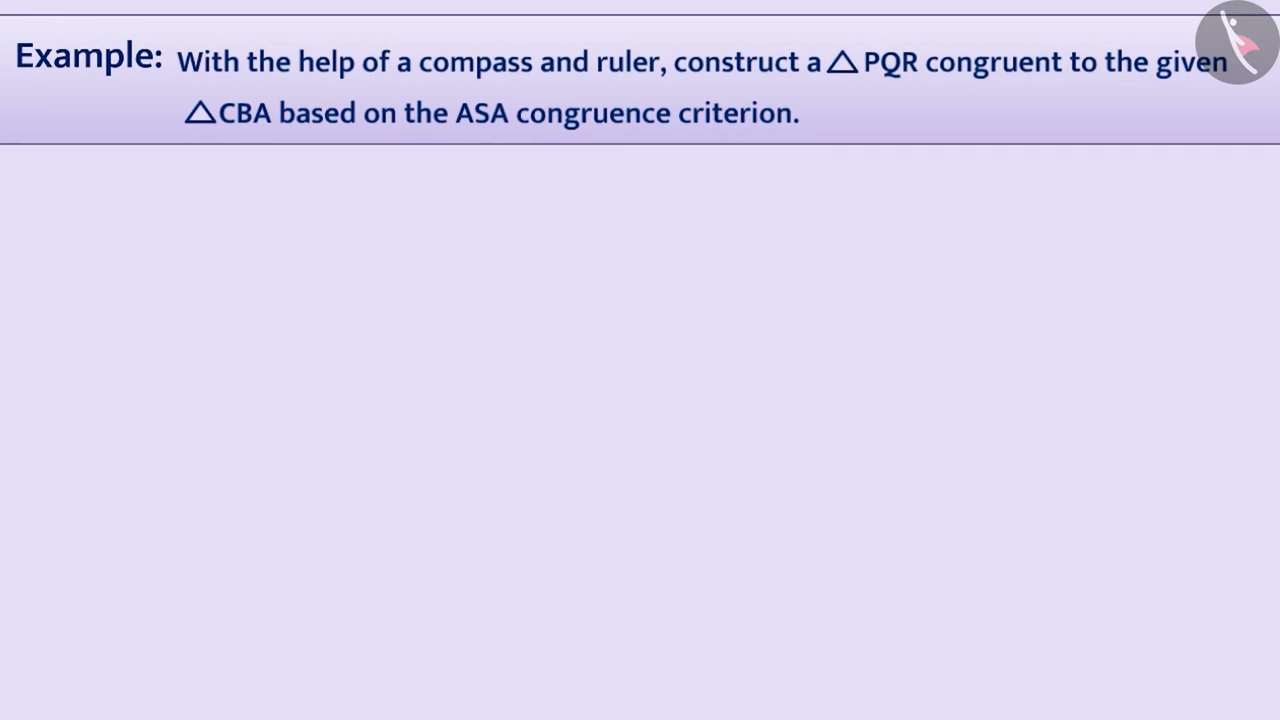 Example: With the help of a compass and ruler, construct a △ PQR congruent to the given
△CBA based on the ASA congruence criterion.